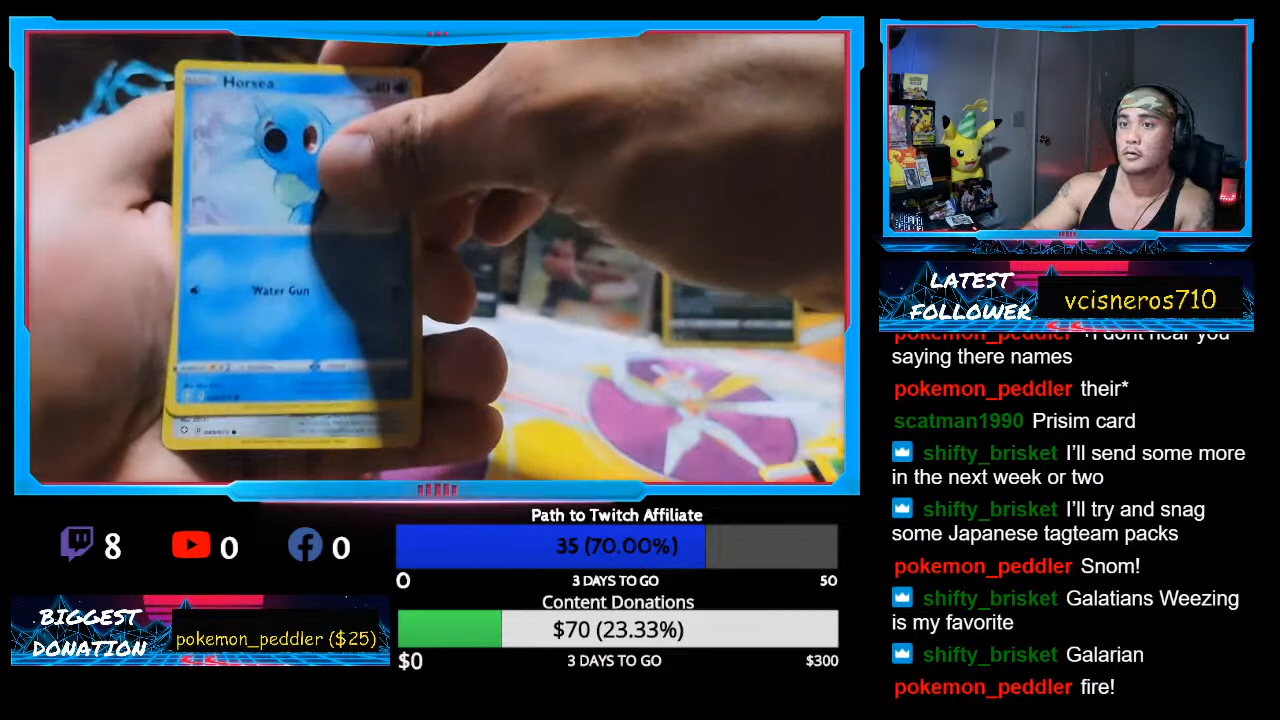 Horsea
40
Water Gun
LATEST
FOLLOWER
vcisneros710
pokemon_peddler
saying there names
pokemon_peddler their*
scatman1990 Prisim card
shifty_brisket I'll send some more
in the next week or two
shifty_brisket I'll try and snag
some Japanese tagteam packs
pokemon_peddler Snom!
shifty_brisket Galatians Weezing
is my favorite
shifty_brisket Galarian
pokemon_peddler fire!
8
0
0
Path to Twitch Affiliate
35 (70.00%)
0
3 DAYS TO GO
50
Content Donations
$70 (23.33%)
$0
3 DAYS TO GO
$300
BIGGEST
DONATION
pokemon_peddler ($25)